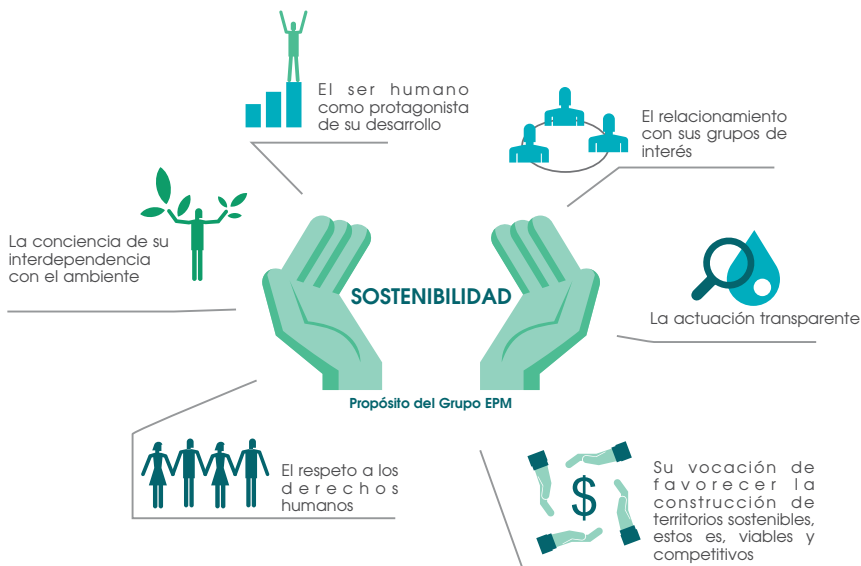 El ser humano
como protagonista
de su desarrollo
El relacionamiento
con sus grupos de
interés
La conciencia de su
interdependencia
con el ambiente
SOSTENIBILIDAD
La actuación transparente
Propósito del Grupo EPM
El respeto a los
derechos
humanos
$
Su vocación de
favorecer la
construcción de
territorios sostenibles,
estos es, viables y
competitivos